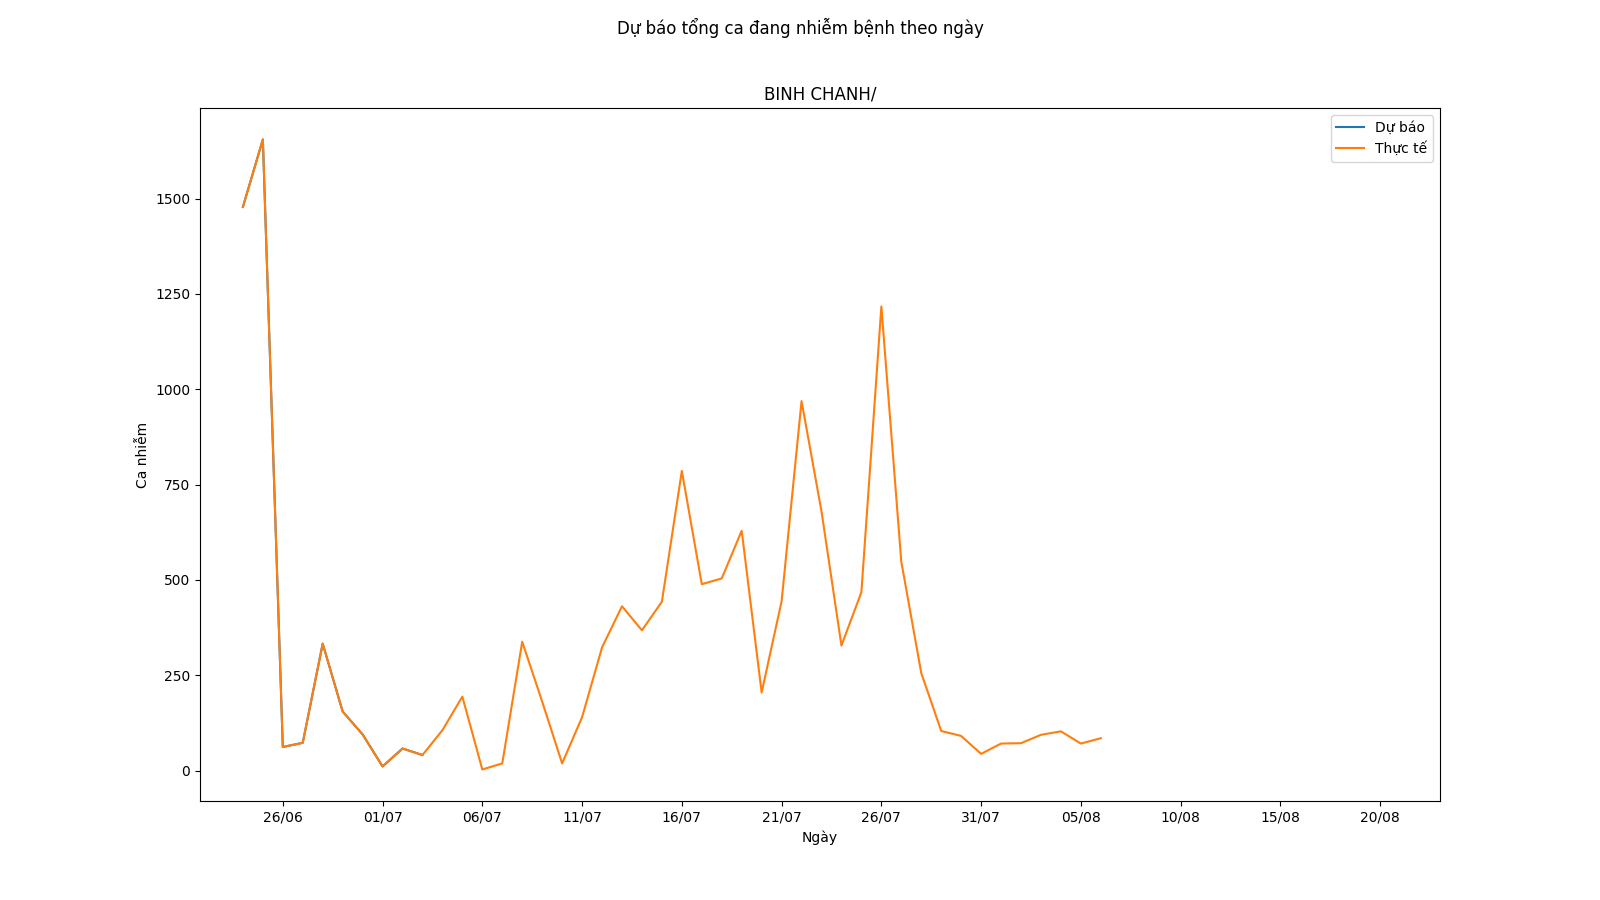 Dự báo tổng ca đang nhiễm bệnh theo ngày
BINH CHANH/
Dự báo
Thực tế
1500
1250
1000
750
500
250
0
Ca nhiễm
26/06 01/07 06/07 11/07 16/07 21/07 26/07 31/07 05/08 10/08 15/08 20/08
Ngày